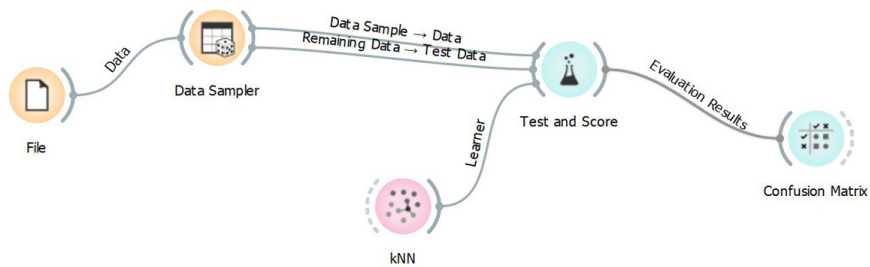 Data Sample → Data
Remaining Data → Test Data
Data
Data Sampler
File
Learner
Test and Score
Evaluation Results
Confusion Matrix
kNN